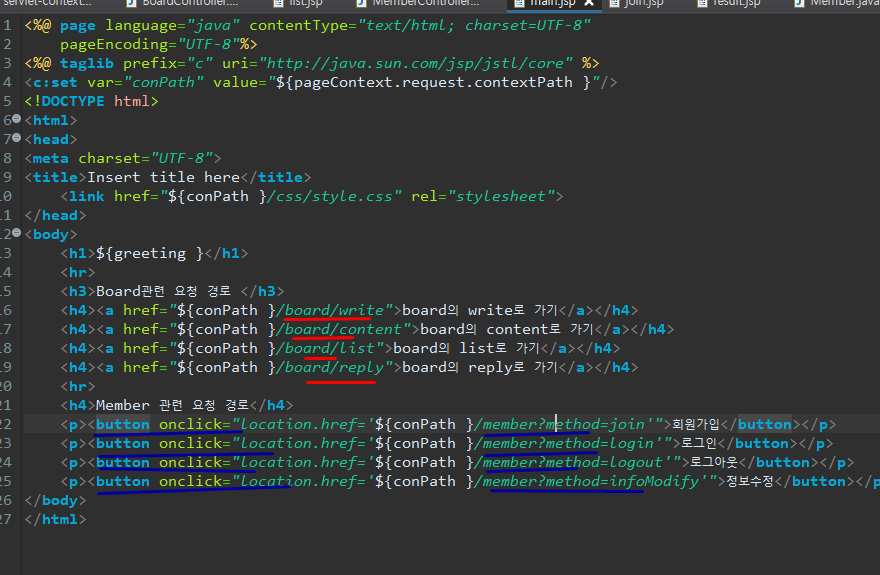 servlet-context... BoardController.... list.jsp MemberController... main.jsp join.jsp result.jsp Member.java
1 <%@ page language="java" contentType="text/html; charset=UTF-8"
2 pageEncoding="UTF-8"%>
3 <%@ taglib prefix="c" uri="http://java.sun.com/jsp/jstl/core" %>
4 <c:set var="conPath" value="${pageContext.request.contextPath }"/>
5 <!DOCTYPE html>
6 <html>
7 <head>
8 <meta charset="UTF-8">
9 <title>Insert title here</title>
10 <link href="${conPath }/css/style.css" rel="stylesheet">
11 </head>
12 <body>
13 <h1>${greeting }</h1>
14 <hr>
15 <h3>Board관련 요청 경로 </h3>
16 <h4><a href="${conPath }/board/write">board의 write로 가기</a></h4>
17 <h4><a href="${conPath }/board/content">board의 content로 가기</a></h4>
18 <h4><a href="${conPath }/board/list">board의 list로 가기</a></h4>
19 <h4><a href="${conPath }/board/reply">board의 reply로 가기</a></h4>
20 <hr>
21 <h4>Member 관련 요청 경로</h4>
22 <p><button onclick="location.href='${conPath }/member?method=join'">회원가입</button></p>
23 <p><button onclick="location.href='${conPath }/member?method=login'">로그인</button></p>
24 <p><button onclick="location.href='${conPath }/member?method=logout'">로그아웃</button></p>
25 <p><button onclick="location.href='${conPath }/member?method=infoModify'">정보수정</button></p
26 </body>
27 </html>